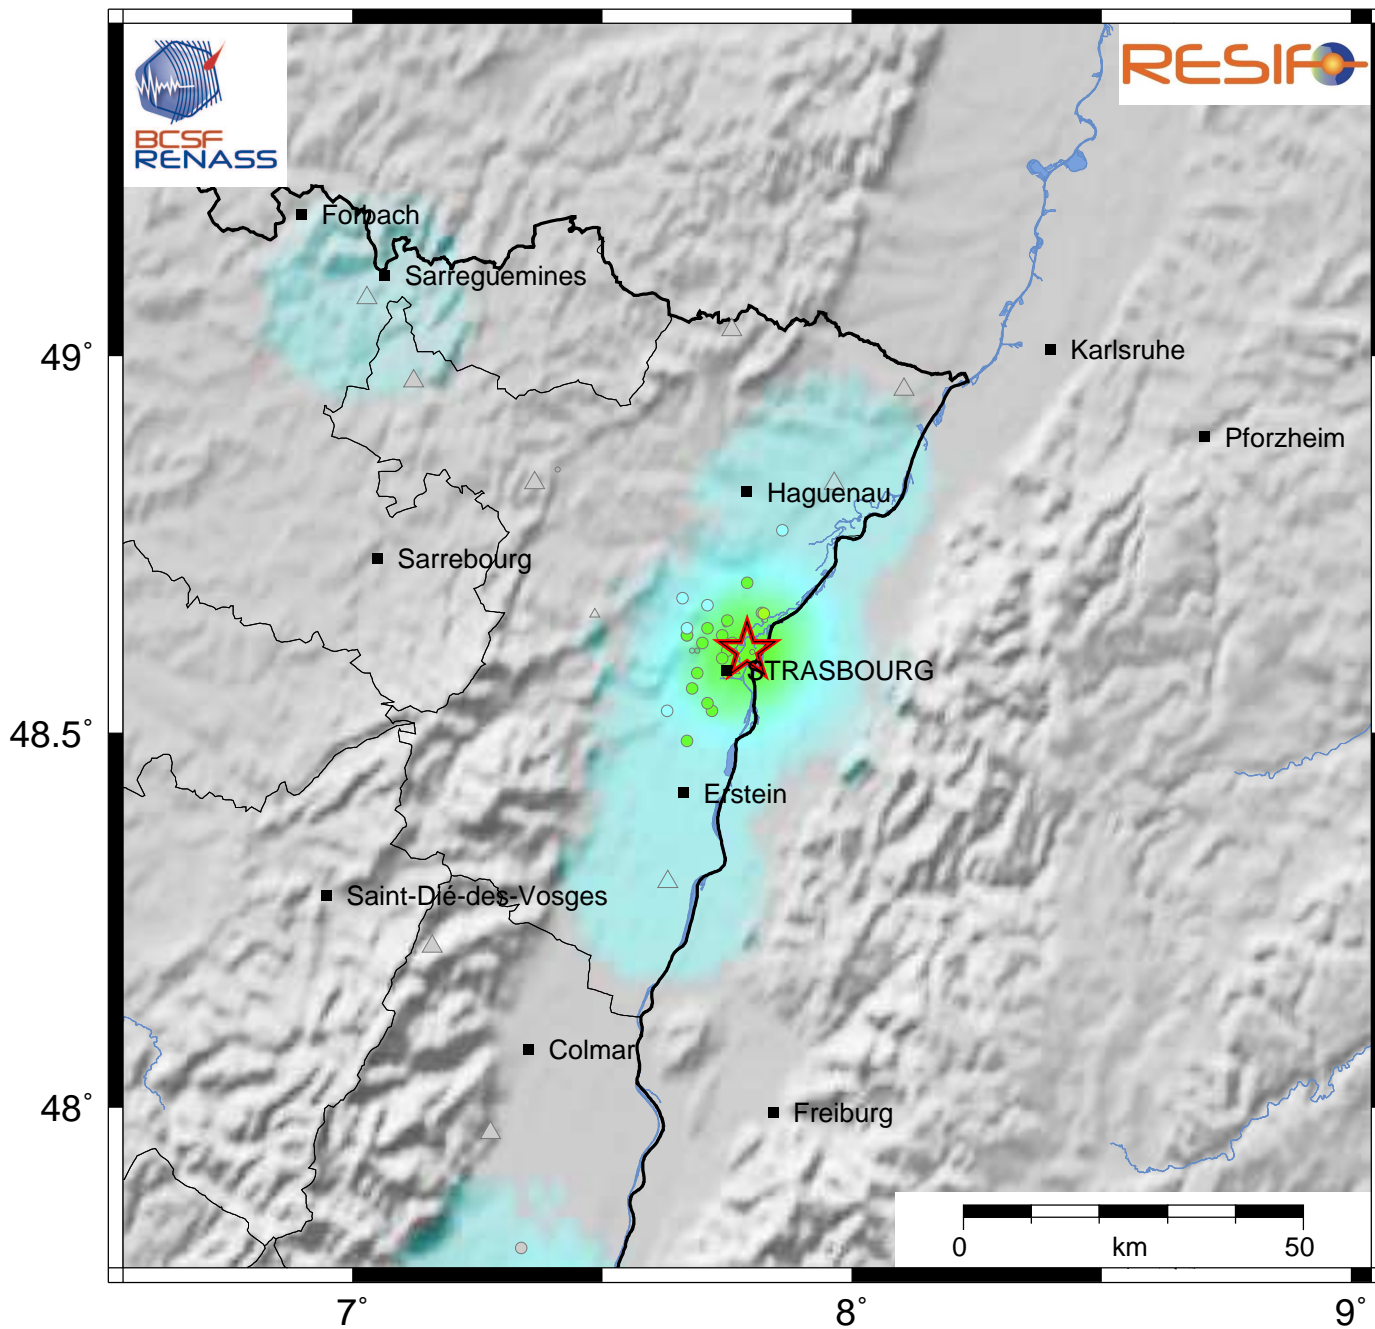 BCSF
RENASS
RESIF
Forbach
Sarreguemines
49°
Karlsruhe
Pforzheim
Haguenau
Sarrebourg
STRASBOURG
48.5°
Erstein
Saint-Dié-des-Vosges
Colmar
48°
Freiburg
0 km 50
7° 8° 9°